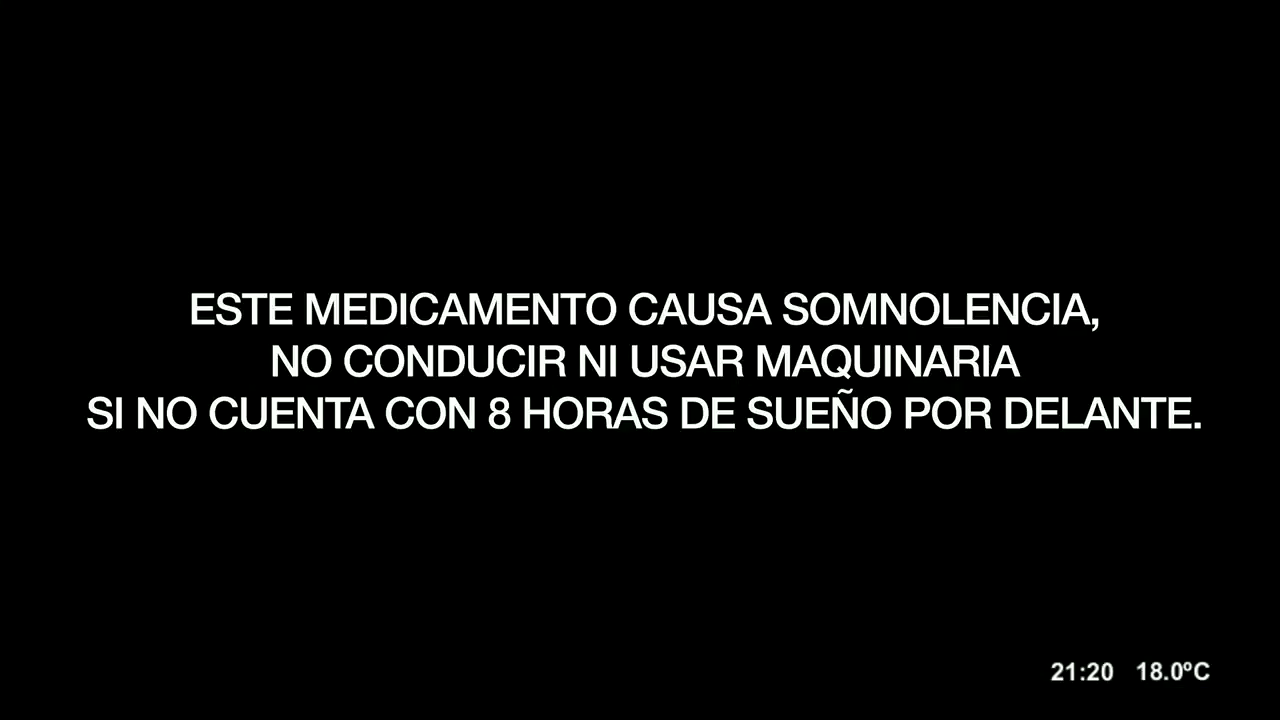 ESTE MEDICAMENTO CAUSA SOMNOLENCIA,
NO CONDUCIR NI USAR MAQUINARIA
SI NO CUENTA CON 8 HORAS DE SUEÑO POR DELANTE.
21:20 18.0ºC